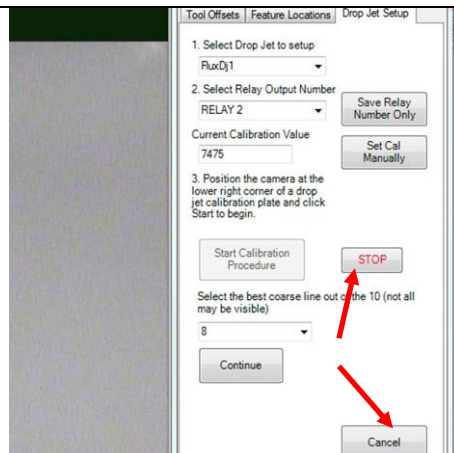 Tool Offsets Feature Locations Drop Jet Setup
1. Select Drop Jet to setup
FluxDj1
2. Select Relay Output Number
RELAY 2
Save Relay
Number Only
Current Calibration Value
7475
Set Cal
Manually
3. Position the camera at the
lower right corner of a drop
jet calibration plate and click
Start to begin.
Start Calibration
Procedure
STOP
Select the best coarse line out of the 10 (not all
may be visible)
8
Continue
Cancel